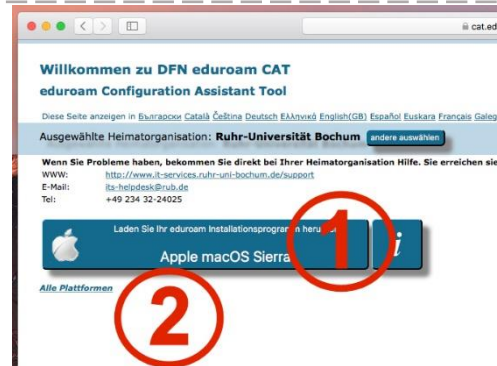 cat.ed
Willkommen zu DFN eduroam CAT
eduroam Configuration Assistant Tool
Diese Seite anzeigen in Български Català Čeština Deutsch Ελληνικά English(GB) Español Euskara Français Galeg
Ausgewählte Heimatorganisation: Ruhr-Universität Bochum andere auswählen
Wenn Sie Probleme haben, bekommen Sie direkt bei Ihrer Heimatorganisation Hilfe. Sie erreichen sie
WWW: http://www.it-services.ruhr-uni-bochum.de/support
E-Mail: its-helpdesk@rub.de
Tel: +49 234 32-24025
Laden Sie Ihr eduroam Installationsprogramm
Apple macOS Sierra
1
i
Alle Plattformen
2